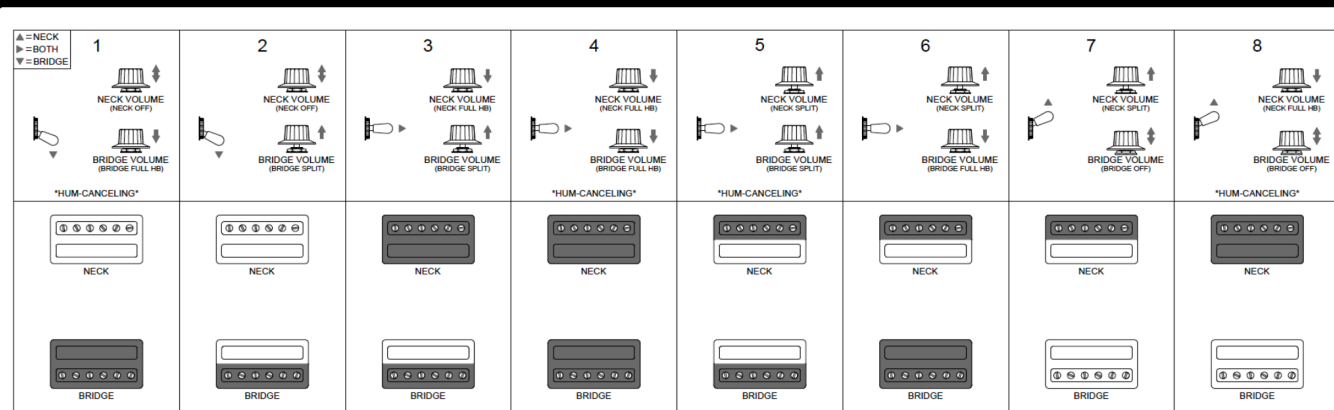 ▲=NECK
►=BOTH
▼=BRIDGE
1
NECK VOLUME
(NECK OFF)
BRIDGE VOLUME
(BRIDGE FULL HB)
*HUM-CANCELING*
NECK
BRIDGE
2
NECK VOLUME
(NECK OFF)
BRIDGE VOLUME
(BRIDGE SPLIT)
NECK
BRIDGE
3
NECK VOLUME
(NECK FULL HB)
BRIDGE VOLUME
(BRIDGE SPLIT)
NECK
BRIDGE
4
NECK VOLUME
(NECK FULL HB)
BRIDGE VOLUME
(BRIDGE FULL HB)
*HUM-CANCELING*
NECK
BRIDGE
5
NECK VOLUME
(NECK SPLIT)
BRIDGE VOLUME
(BRIDGE SPLIT)
*HUM-CANCELING*
NECK
BRIDGE
6
NECK VOLUME
(NECK SPLIT)
BRIDGE VOLUME
(BRIDGE FULL HB)
NECK
BRIDGE
7
NECK VOLUME
(NECK SPLIT)
BRIDGE VOLUME
(BRIDGE OFF)
NECK
BRIDGE
8
NECK VOLUME
(NECK FULL HB)
BRIDGE VOLUME
(BRIDGE OFF)
*HUM-CANCELING*
NECK
BRIDGE